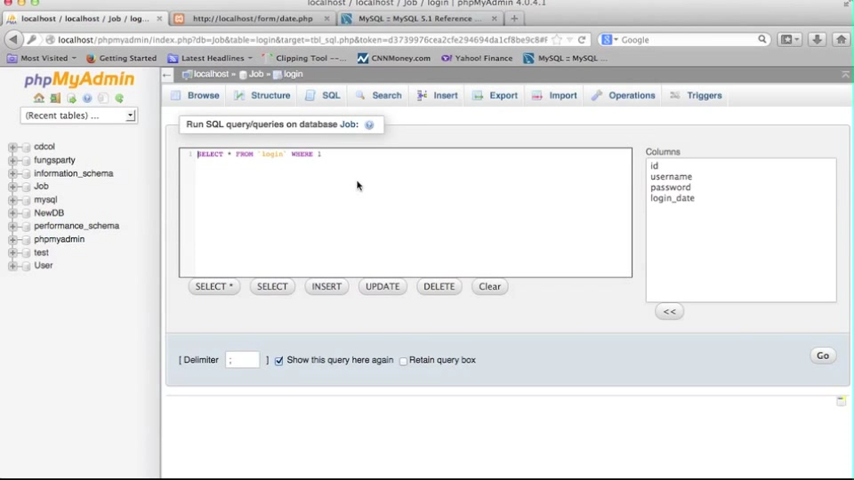 localhost / localhost / Job / login | phpMyAdmin 4.0.4.1
localhost / localhost / Job / log...
http://localhost/form/date.php
MySQL :: MySQL 5.1 Reference ...
localhost/phpmyadmin/index.php?db=Job&table=login&target=tbl_sql.php&token=d3739976cea2cfe294694da1cf8be9c8#
Google
Most Visited
Getting Started
Latest Headlines
Clipping Tool --...
CNNMoney.com
Yahoo! Finance
MySQL :: MySQL ...
phpMyAdmin
(Recent tables) ...
cdcol
fungsparty
information_schema
Job
mysql
NewDB
performance_schema
phpmyadmin
test
User
localhost » Job » login
Browse
Structure
SQL
Search
Insert
Export
Import
Operations
Triggers
Run SQL query/queries on database Job:
1 SELECT * FROM `login` WHERE 1
Columns
id
username
password
login_date
SELECT *
SELECT
INSERT
UPDATE
DELETE
Clear
<<
[ Delimiter ; ] Show this query here again Retain query box
Go